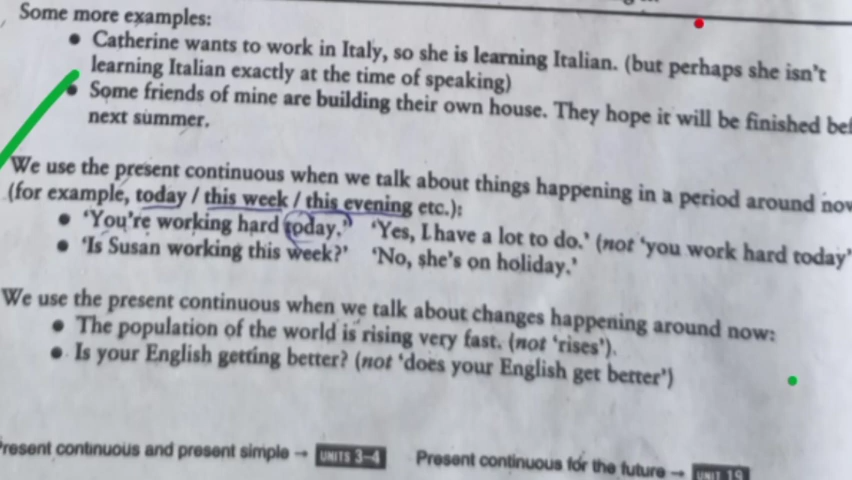 Some more examples:
• Catherine wants to work in Italy, so she is learning Italian. (but perhaps she isn't
learning Italian exactly at the time of speaking)
• Some friends of mine are building their own house. They hope it will be finished bef
next summer.
We use the present continuous when we talk about things happening in a period around now
(for example, today / this week / this evening etc.):
• 'You're working hard today.' 'Yes, I have a lot to do.' (not 'you work hard today'
• 'Is Susan working this week?' 'No, she's on holiday.'
We use the present continuous when we talk about changes happening around now:
• The population of the world is rising very fast. (not 'rises').
• Is your English getting better? (not 'does your English get better')
resent continuous and present simple → UNITS 3–4 Present continuous for the future → UNIT 19